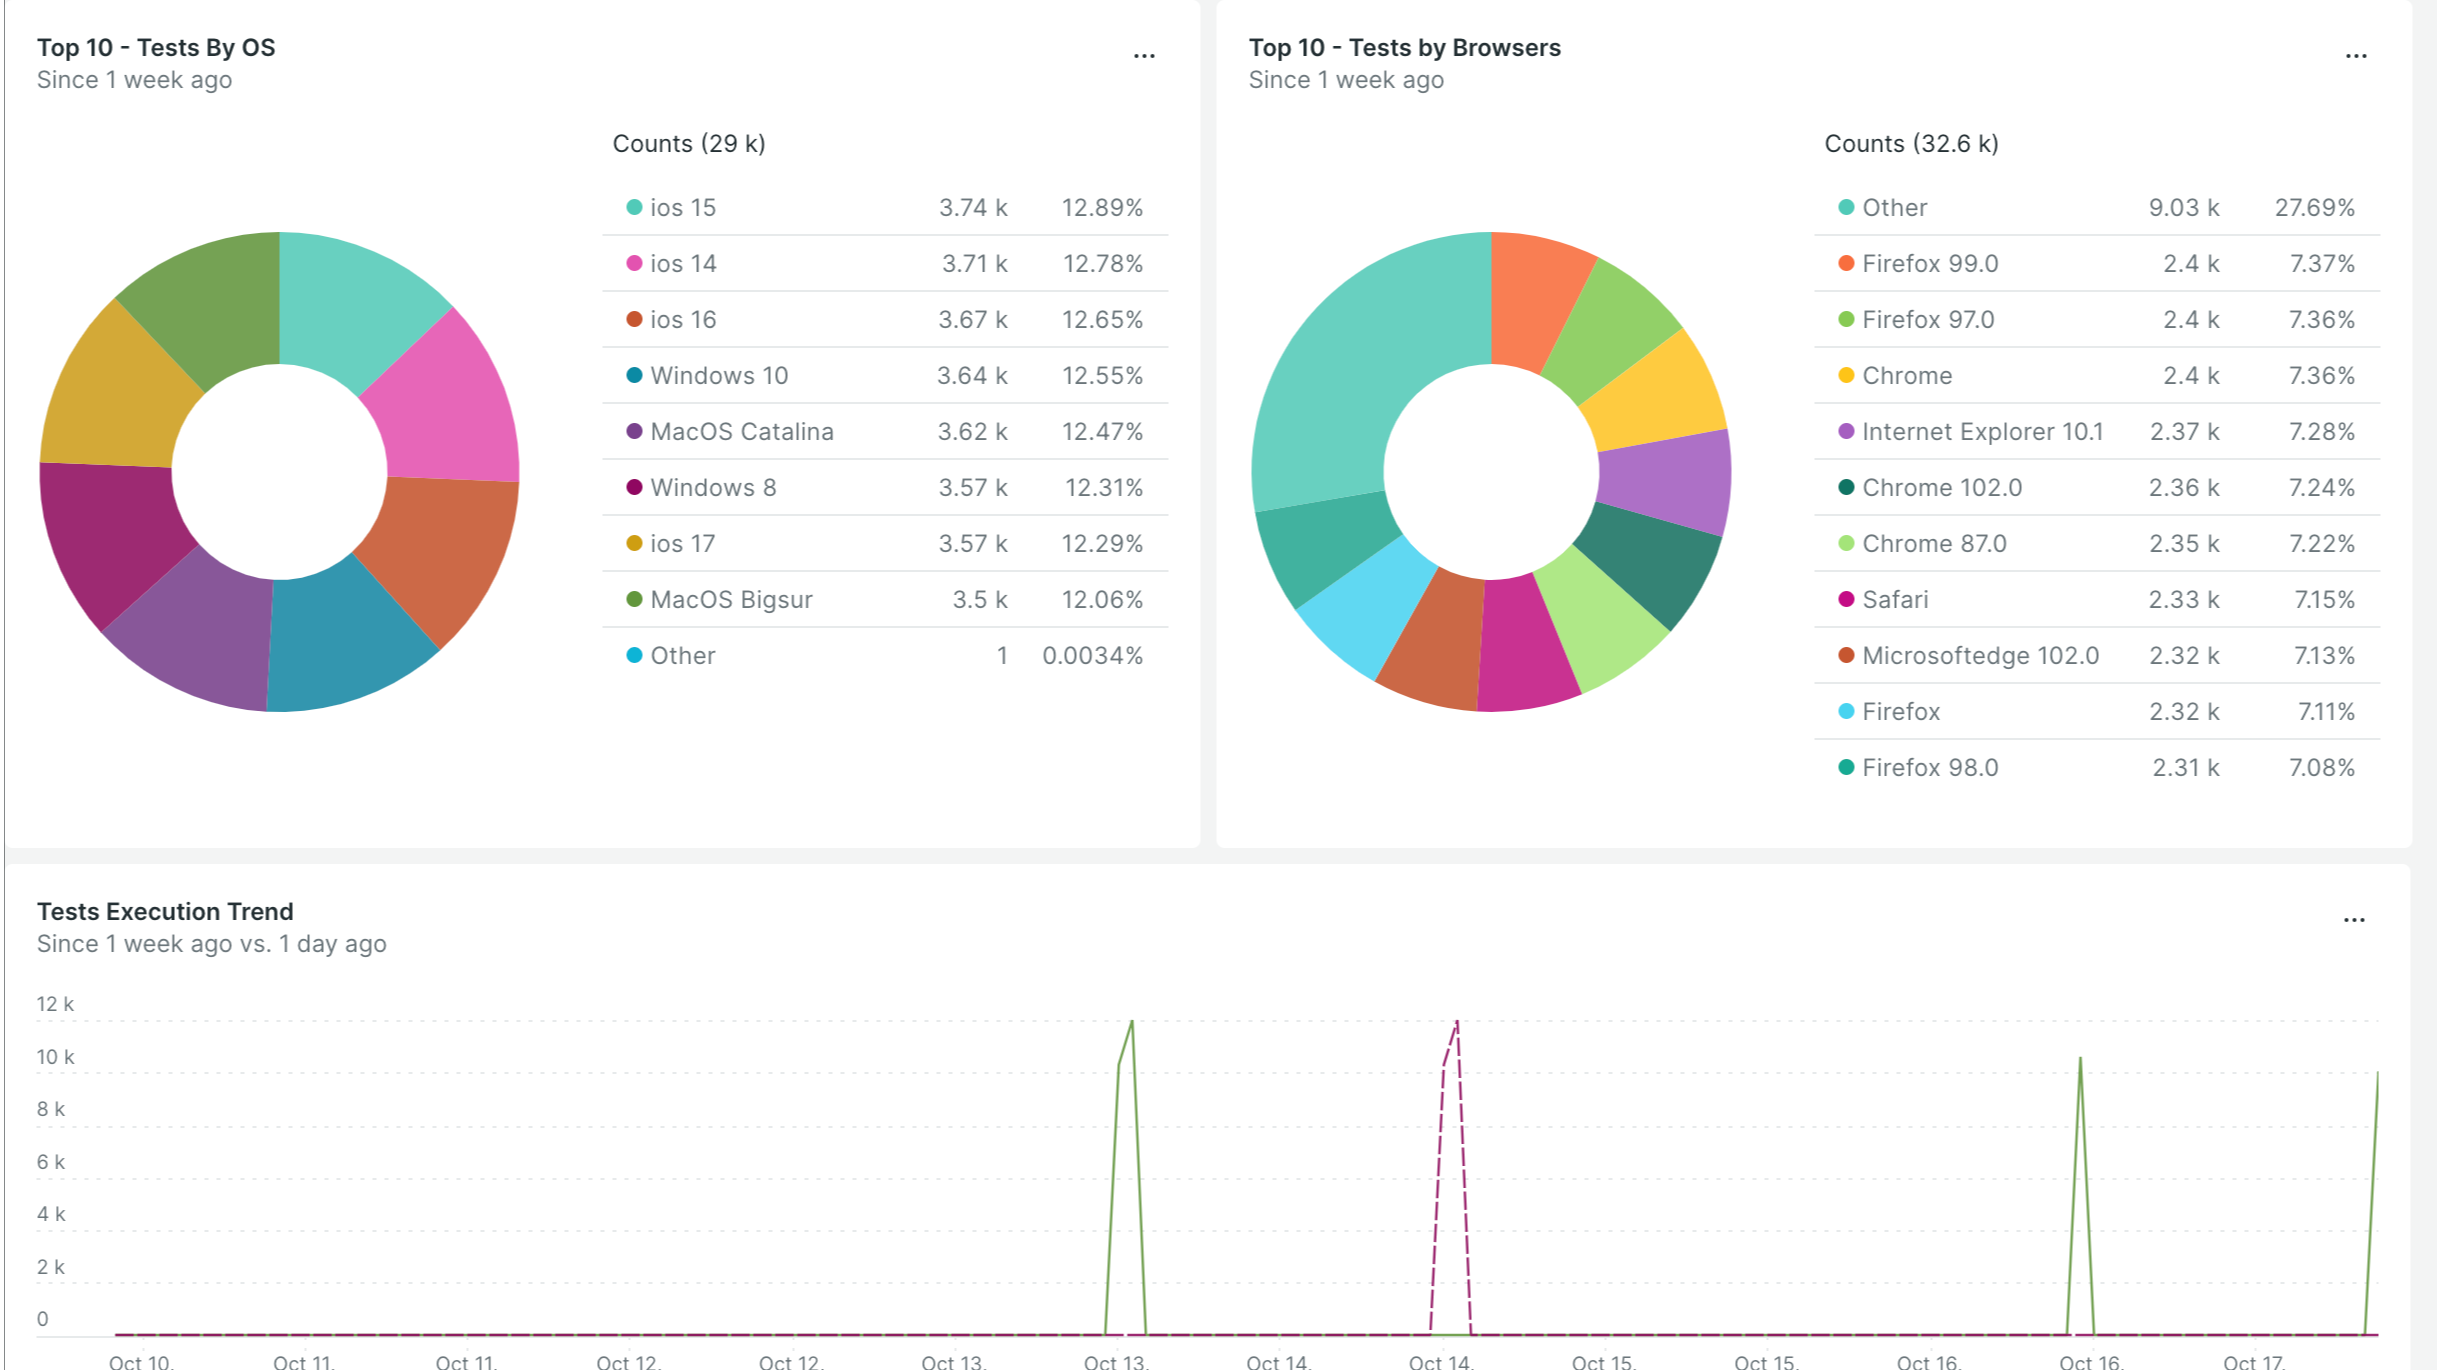 Top 10 - Tests By OS
Since 1 week ago
Counts (29 k)
ios 15 3.74 k 12.89%
ios 14 3.71 k 12.78%
ios 16 3.67 k 12.65%
Windows 10 3.64 k 12.55%
MacOS Catalina 3.62 k 12.47%
Windows 8 3.57 k 12.31%
ios 17 3.57 k 12.29%
MacOS Bigsur 3.5 k 12.06%
Other 1 0.0034%
Top 10 - Tests by Browsers
Since 1 week ago
Counts (32.6 k)
Other 9.03 k 27.69%
Firefox 99.0 2.4 k 7.37%
Firefox 97.0 2.4 k 7.36%
Chrome 2.4 k 7.36%
Internet Explorer 10.1 2.37 k 7.28%
Chrome 102.0 2.36 k 7.24%
Chrome 87.0 2.35 k 7.22%
Safari 2.33 k 7.15%
Microsoftedge 102.0 2.32 k 7.13%
Firefox 2.32 k 7.11%
Firefox 98.0 2.31 k 7.08%
Tests Execution Trend
Since 1 week ago vs. 1 day ago
12 k
10 k
8 k
6 k
4 k
2 k
0
Oct 10, Oct 11, Oct 11, Oct 12, Oct 12, Oct 13, Oct 13, Oct 14, Oct 14, Oct 15, Oct 15, Oct 16, Oct 16, Oct 17,